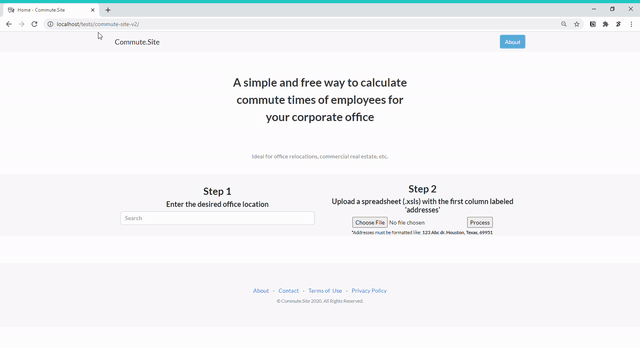 Home - Commute.Site
localhost/tests/commute-site-v2/
Commute.Site
About
A simple and free way to calculate
commute times of employees for
your corporate office
Ideal for office relocations, commercial real estate, etc.
Step 1
Enter the desired office location
Search
Step 2
Upload a spreadsheet (.xsls) with the first column labeled
'addresses'
Choose File No file chosen Process
*Addresses must be formatted like: 123 Abc dr. Houston, Texas, 69951
About - Contact - Terms of Use - Privacy Policy
© Commute.Site 2020. All Rights Reserved.